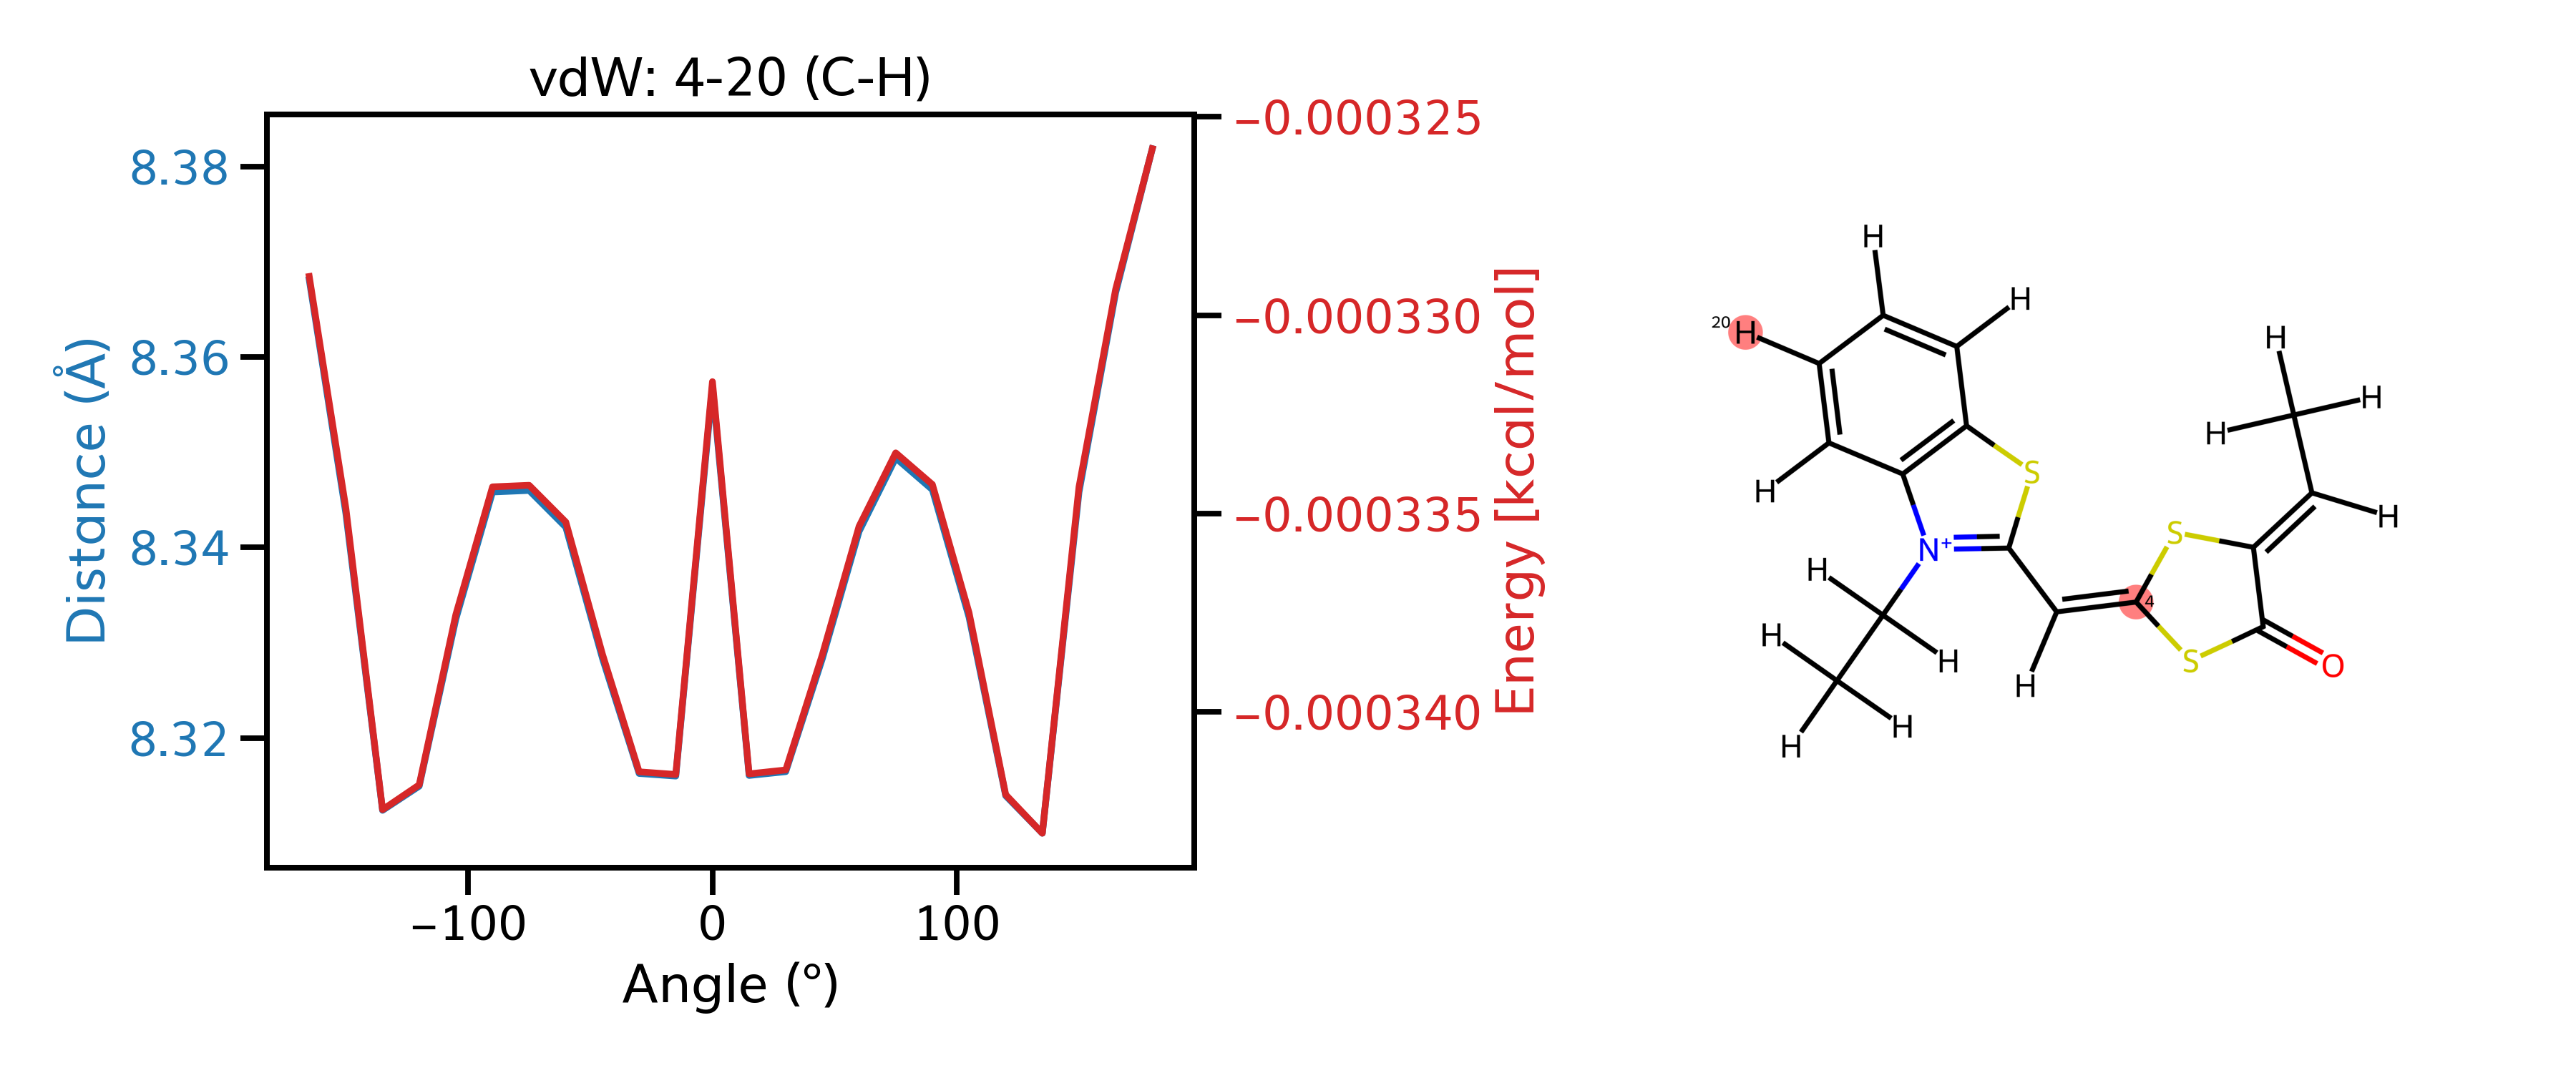 vdW: 4-20 (C-H)
8.38
8.36
8.34
8.32
Distance (Å)
−0.000325
−0.000330
−0.000335
−0.000340
Energy [kcal/mol]
−100
0
100
Angle (°)
H
H
20
H
H
H
H
S
H
S
H
N+
H
4
H
S
O
H
H
H
H
H